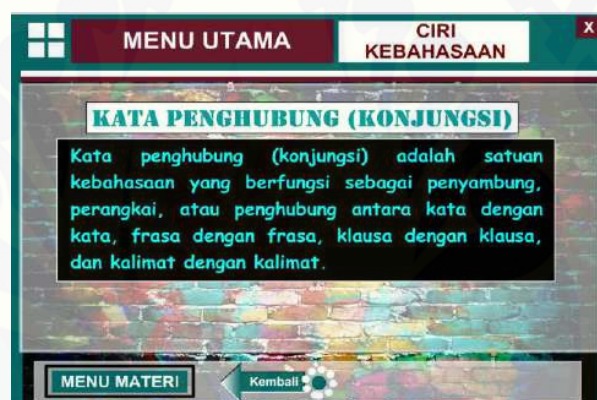 MENU UTAMA
CIRI
KEBAHASAAN
X
KATA PENGHUBUNG (KONJUNGSI)
Kata penghubung (konjungsi) adalah satuan
kebahasaan yang berfungsi sebagai penyambung,
perangkai, atau penghubung antara kata dengan
kata, frasa dengan frasa, klausa dengan klausa,
dan kalimat dengan kalimat.
MENU MATERI
Kembali